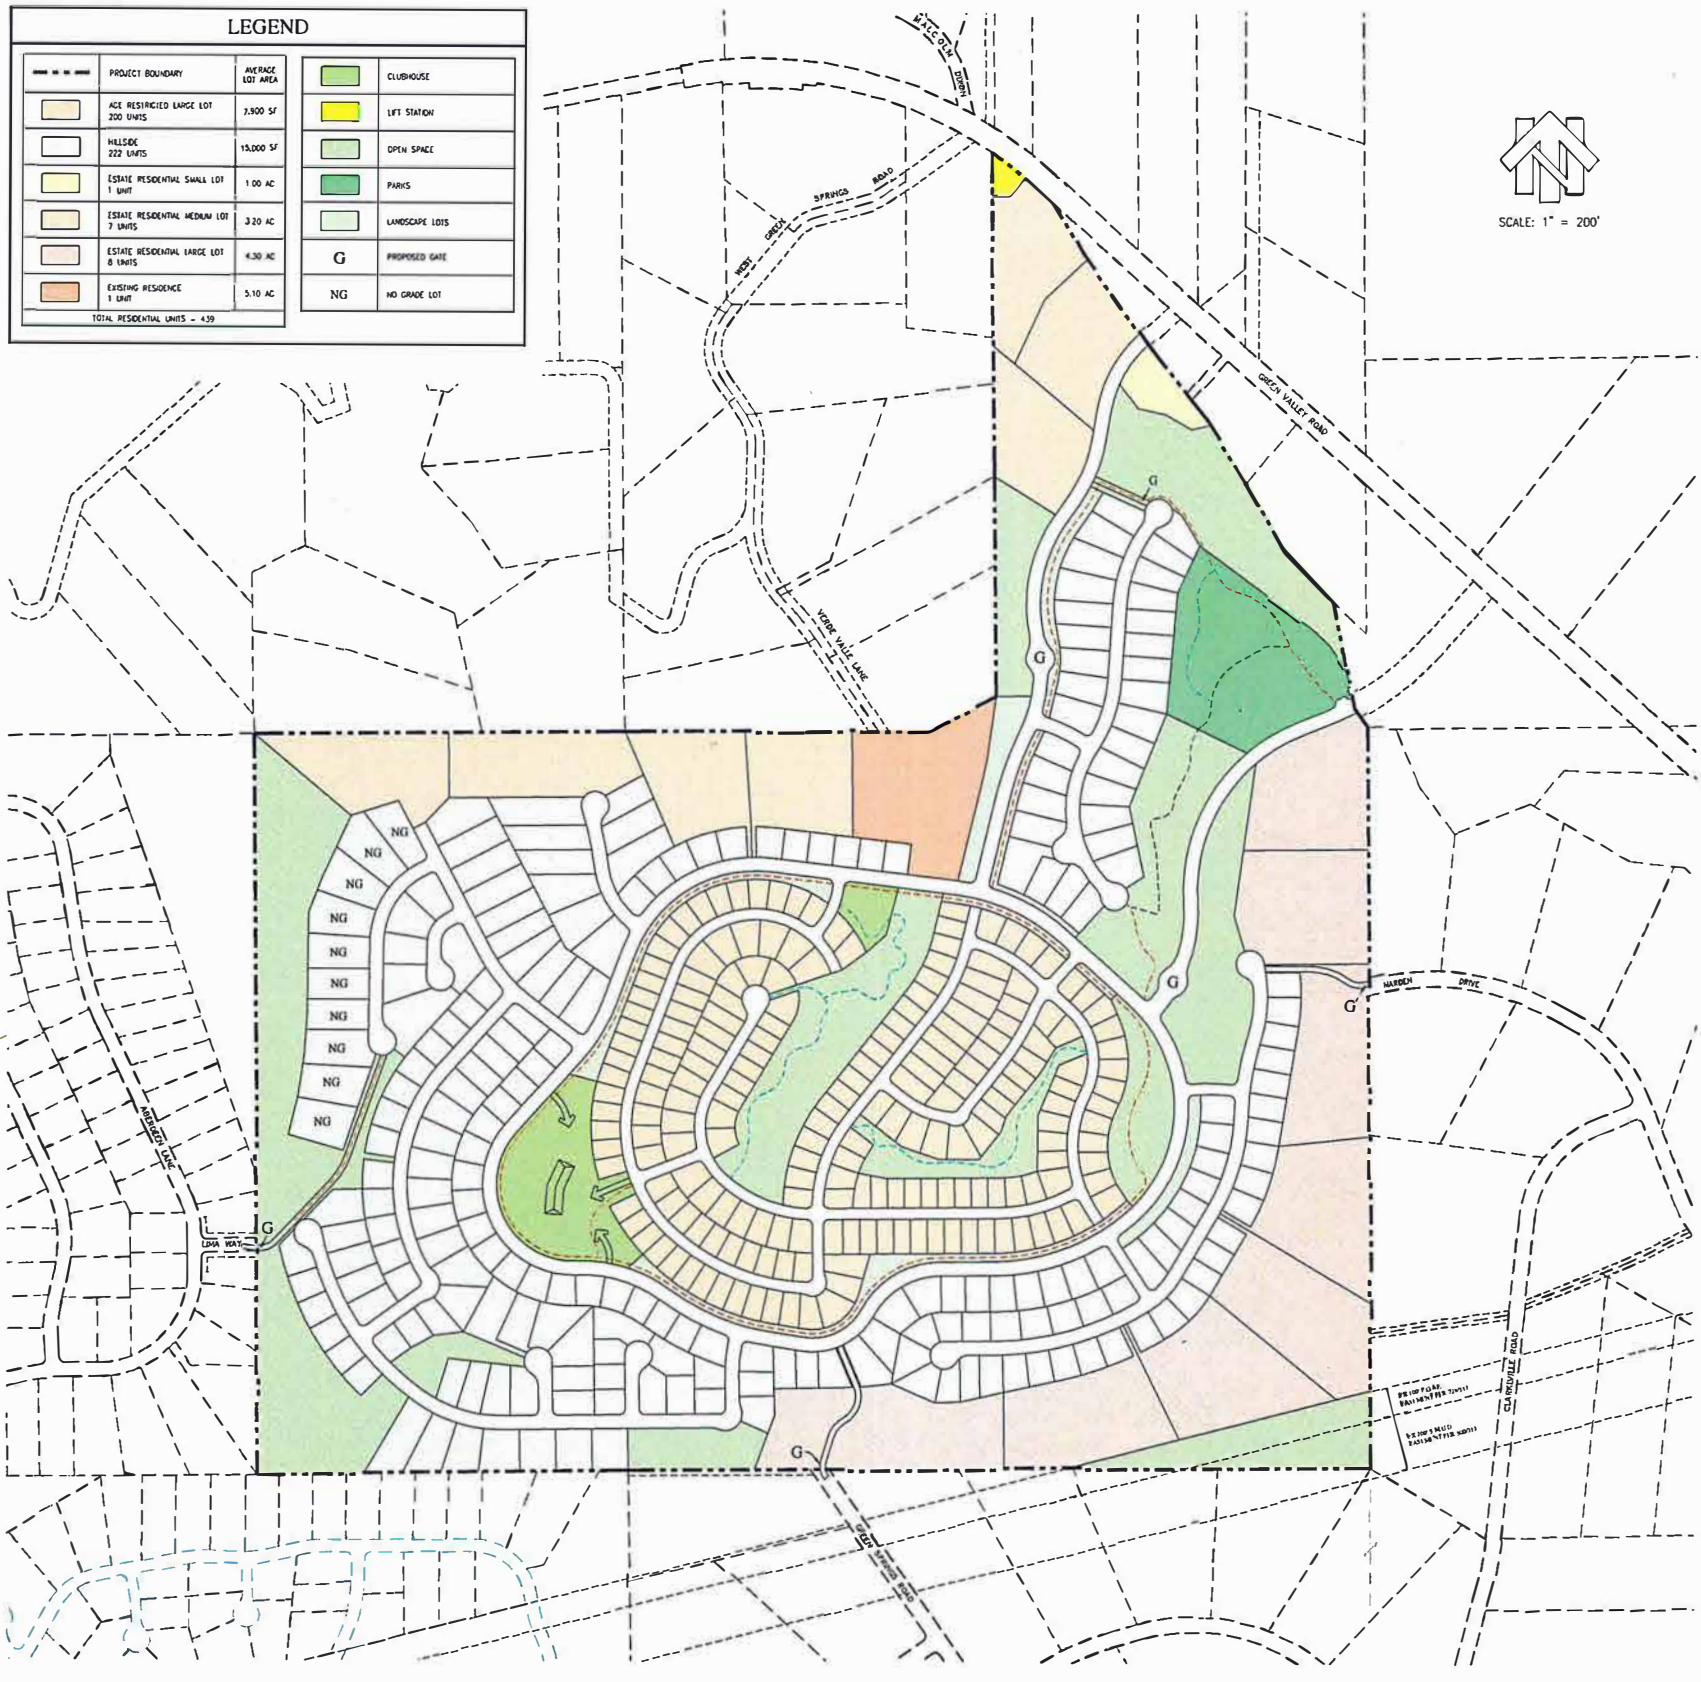 LEGEND
PROJECT BOUNDARY
AVERAGE
LOT AREA
AGE RESTRICTED LARGE LOT
200 UNITS
7,900 SF
HILLSIDE
222 UNITS
15,000 SF
ESTATE RESIDENTIAL SMALL LOT
1 UNIT
1.00 AC
ESTATE RESIDENTIAL MEDIUM LOT
7 UNITS
3.20 AC
ESTATE RESIDENTIAL LARGE LOT
8 UNITS
4.30 AC
EXISTING RESIDENCE
1 UNIT
5.10 AC
TOTAL RESIDENTIAL UNITS - 439
CLUBHOUSE
LIFT STATION
OPEN SPACE
PARKS
LANDSCAPE LOTS
G
PROPOSED GATE
NG
NO GRADE LOT
MALCOLM DIXON
N
SCALE: 1" = 200'
WEST GREEN SPRINGS ROAD
GREEN VALLEY ROAD
G
VERDE VALLE LANE
G
NG
NG
NG
NG
NG
NG
NG
NG
NG
NG
G
HARDEN DRIVE
G
ABERDEEN LANE
G
LIMA WAY
CLARKSVILLE ROAD
G
GREEN SPRINGS ROAD